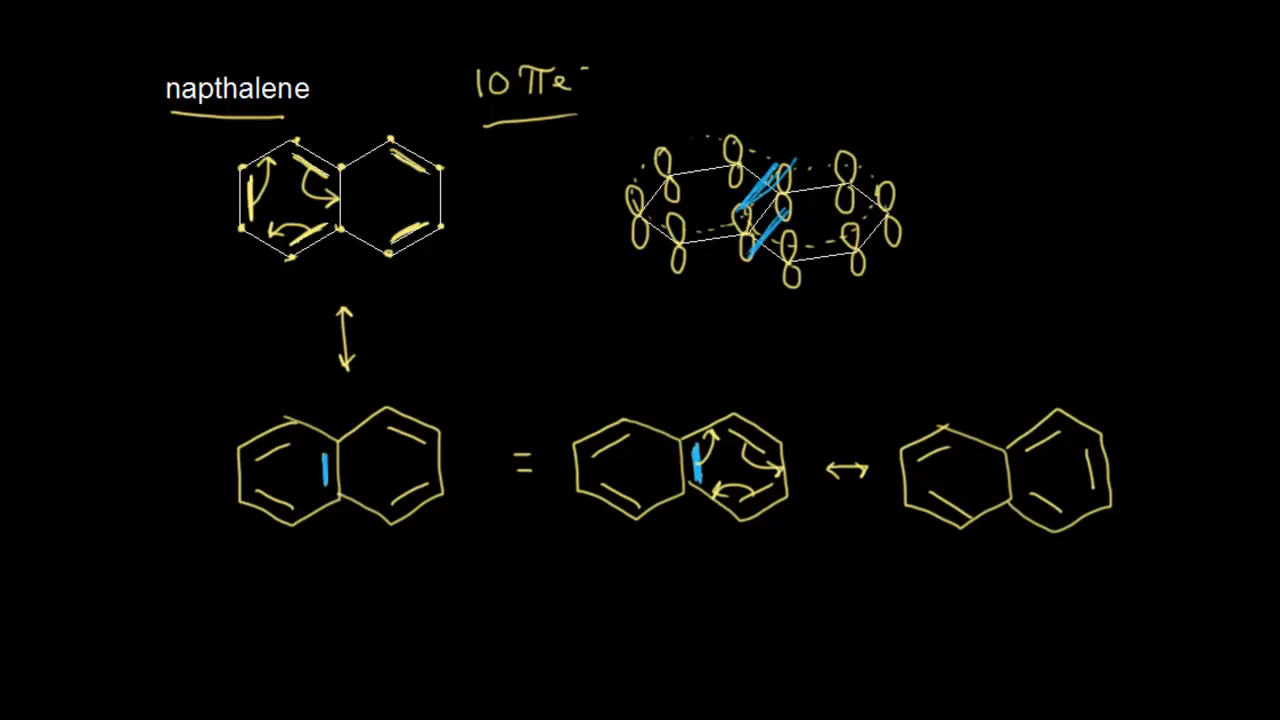 napthalene
10 πe⁻
=